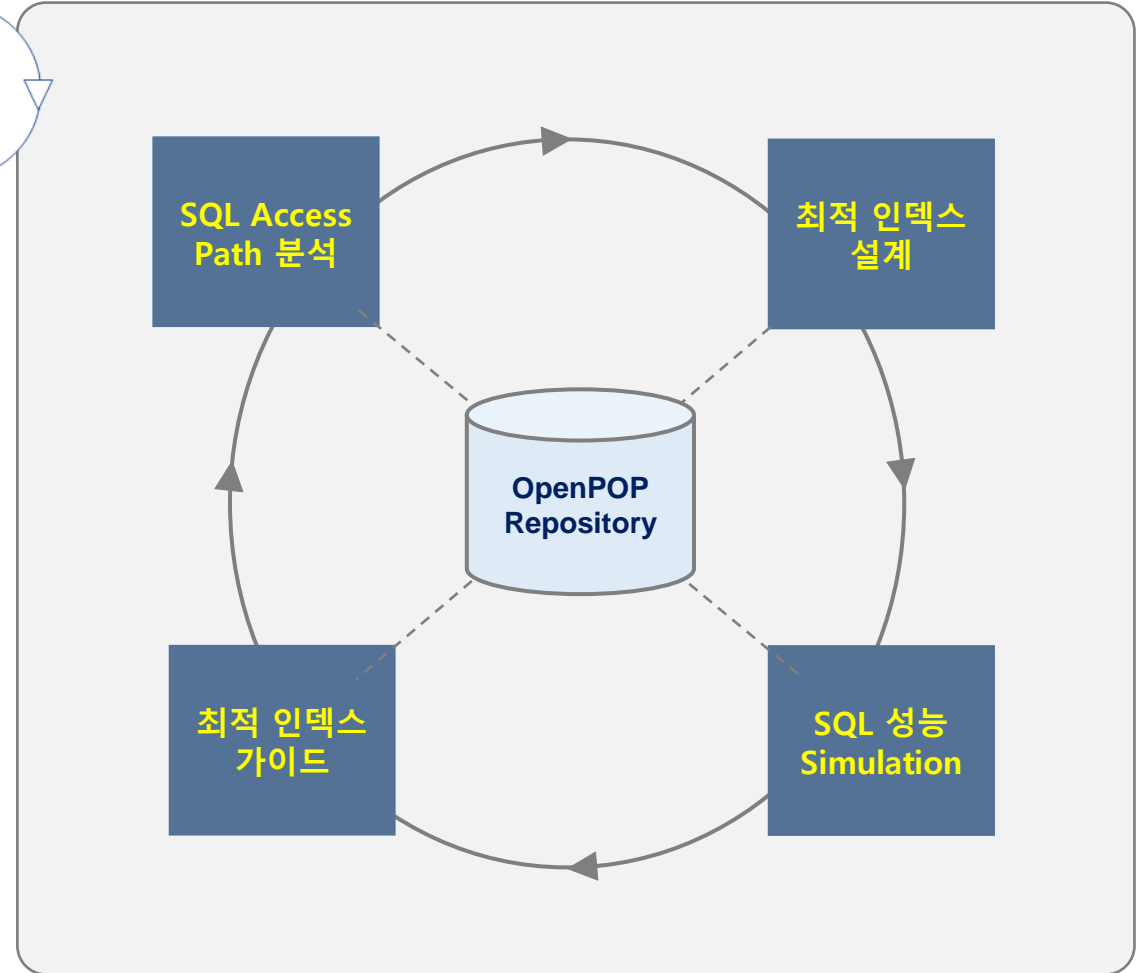 SQL Access
Path 분석
최적 인덱스
설계
OpenPOP
Repository
최적 인덱스
가이드
SQL 성능
Simulation